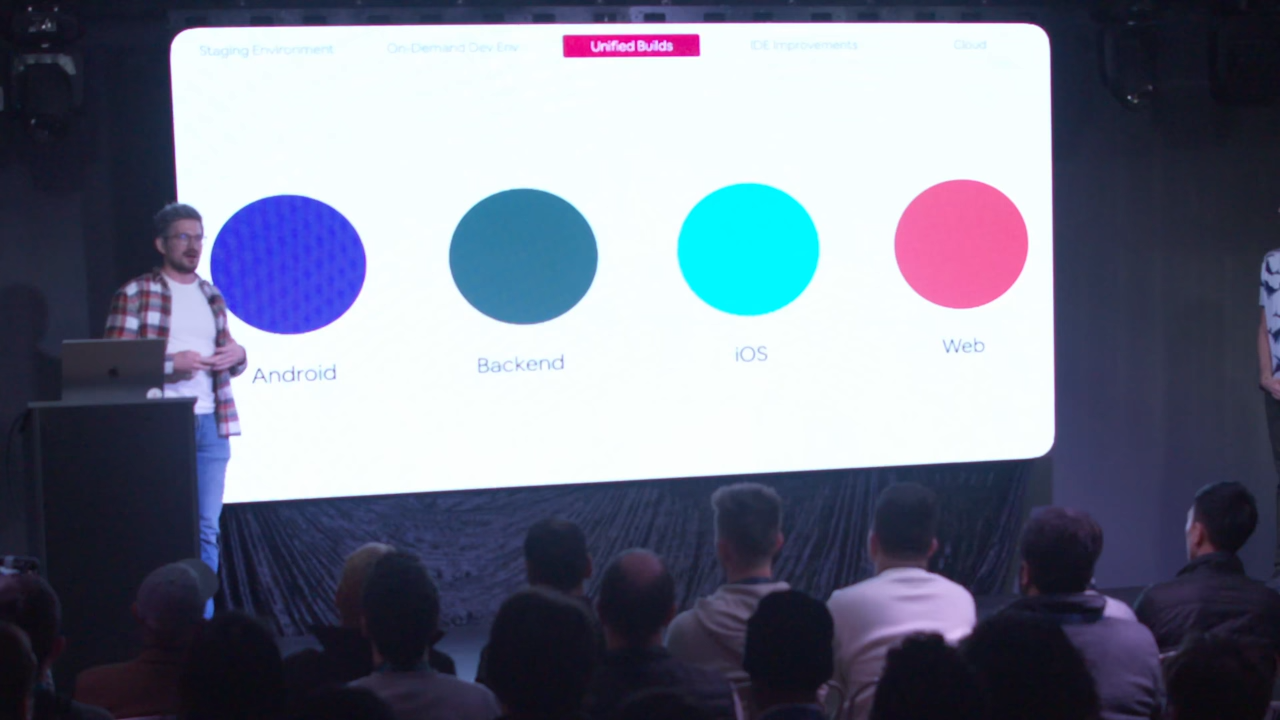 Staging Environment
On-Demand Dev Env
Unified Builds
IDE Improvements
Cloud
Android
Backend
iOS
Web